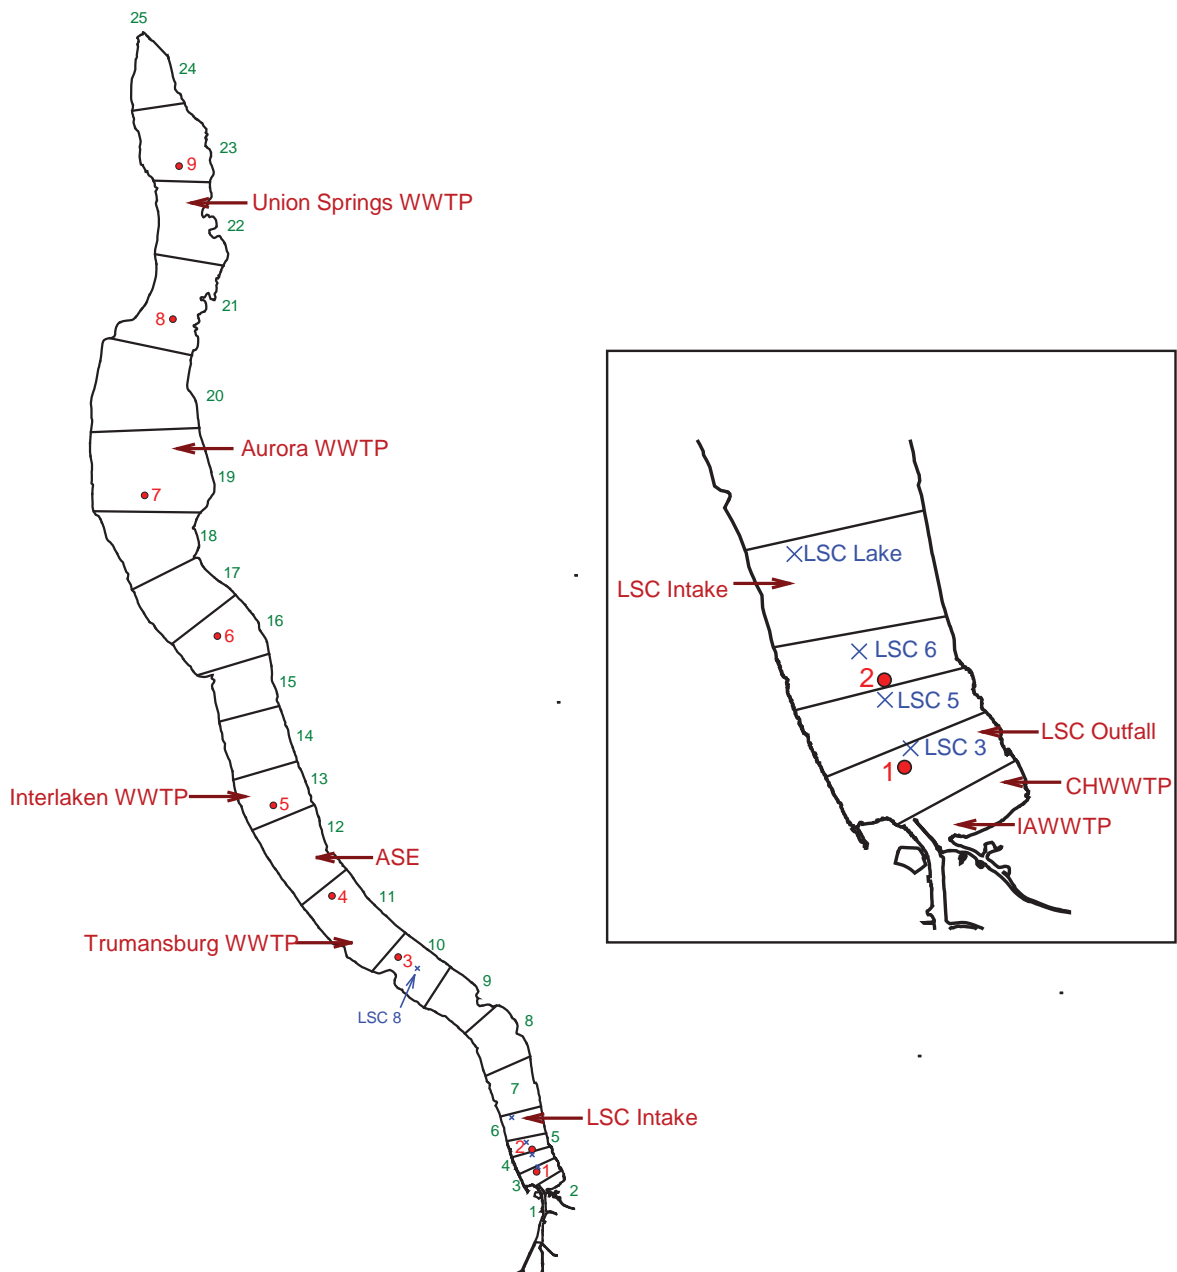 25
24
23
9
Union Springs WWTP
22
21
8
20
Aurora WWTP
19
7
18
17
16
6
15
14
13
Interlaken WWTP
5
12
ASE
4
11
Trumansburg WWTP
10
3
9
LSC 8
8
7
LSC Intake
6
5
2
4
1
3
2
1
LSC Lake
LSC Intake
LSC 6
2
LSC 5
LSC Outfall
LSC 3
1
CHWWTP
IAWWTP